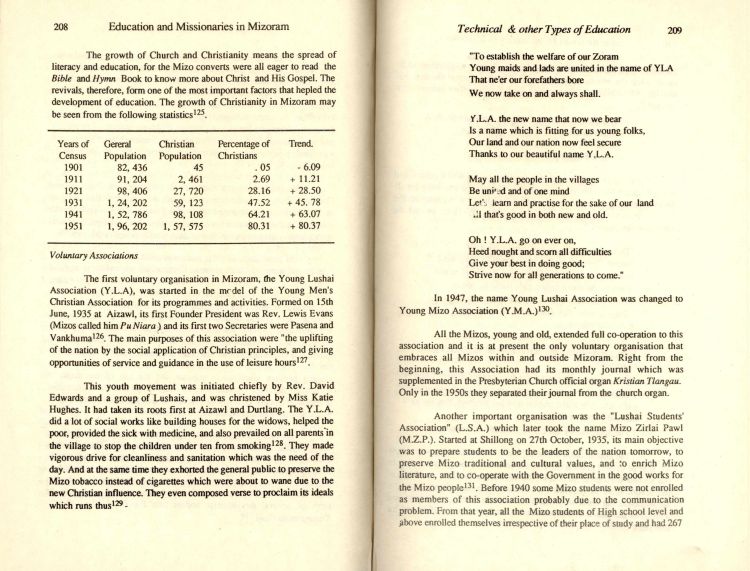 208 Education and Missionaries in Mizoram
The growth of Church and Christianity means the spread of
literacy and education, for the Mizo converts were all eager to read the
Bible and Hymn Book to know more about Christ and His Gospel. The
revivals, therefore, form one of the most important factors that hepled the
development of education. The growth of Christianity in Mizoram may
be seen from the following statistics125.
Years of Gereral Christian Percentage of Trend.
Census Population Population Christians
1901 82, 436 45 . 05 - 6.09
1911 91, 204 2, 461 2.69 + 11.21
1921 98, 406 27, 720 28.16 + 28.50
1931 1, 24, 202 59, 123 47.52 + 45. 78
1941 1, 52, 786 98, 108 64.21 + 63.07
1951 1, 96, 202 1, 57, 575 80.31 + 80.37
Voluntary Associations
The first voluntary organisation in Mizoram, the Young Lushai
Association (Y.L.A), was started in the model of the Young Men's
Christian Association for its programmes and activities. Formed on 15th
June, 1935 at Aizawl, its first Founder President was Rev. Lewis Evans
(Mizos called him Pu Niara ) and its first two Secretaries were Pasena and
Vankhuma126. The main purposes of this association were "the uplifting
of the nation by the social application of Christian principles, and giving
opportunities of service and guidance in the use of leisure hours127.
This youth movement was initiated chiefly by Rev. David
Edwards and a group of Lushais, and was christened by Miss Katie
Hughes. It had taken its roots first at Aizawl and Durtlang. The Y.L.A.
did a lot of social works like building houses for the widows, helped the
poor, provided the sick with medicine, and also prevailed on all parents in
the village to stop the children under ten from smoking128. They made
vigorous drive for cleanliness and sanitation which was the need of the
day. And at the same time they exhorted the general public to preserve the
Mizo tobacco instead of cigarettes which were about to wane due to the
new Christian influence. They even composed verse to proclaim its ideals
which runs thus129 -
Technical & other Types of Education 209
"To establish the welfare of our Zoram
Young maids and lads are united in the name of YLA
That ne'er our forefathers bore
We now take on and always shall.
Y.L.A. the new name that now we bear
Is a name which is fitting for us young folks,
Our land and our nation now feel secure
Thanks to our beautiful name Y.L.A.
May all the people in the villages
Be united and of one mind
Let's learn and practise for the sake of our land
All that's good in both new and old.
Oh ! Y.L.A. go on ever on,
Heed nought and scorn all difficulties
Give your best in doing good;
Strive now for all generations to come."
In 1947, the name Young Lushai Association was changed to
Young Mizo Association (Y.M.A.)130.
All the Mizos, young and old, extended full co-operation to this
association and it is at present the only voluntary organisation that
embraces all Mizos within and outside Mizoram. Right from the
beginning, this Association had its monthly journal which was
supplemented in the Presbyterian Church official organ Kristian Tlangau.
Only in the 1950s they separated their journal from the church organ.
Another important organisation was the "Lushai Students'
Association" (L.S.A.) which later took the name Mizo Zirlai Pawl
(M.Z.P.). Started at Shillong on 27th October, 1935, its main objective
was to prepare students to be the leaders of the nation tomorrow, to
preserve Mizo traditional and cultural values, and to enrich Mizo
literature, and to co-operate with the Government in the good works for
the Mizo people131. Before 1940 some Mizo students were not enrolled
as members of this association probably due to the communication
problem. From that year, all the Mizo students of High school level and
above enrolled themselves irrespective of their place of study and had 267